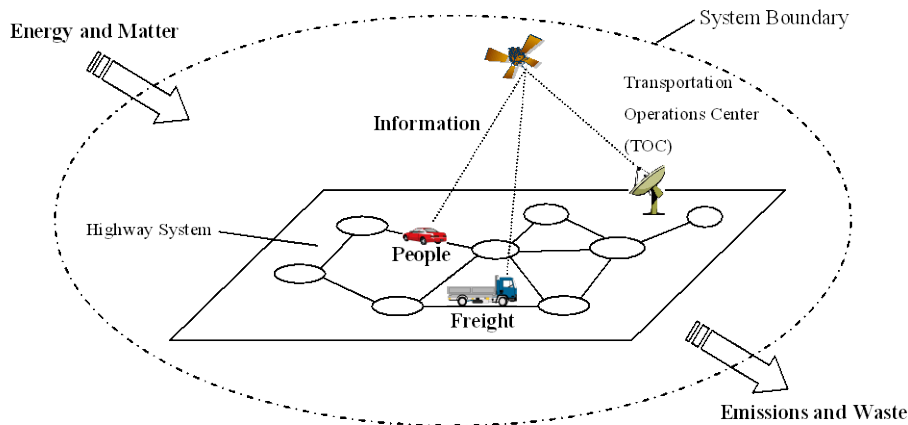 System Boundary
Energy and Matter
Transportation
Operations Center
(TOC)
Information
Highway System
People
Freight
Emissions and Waste